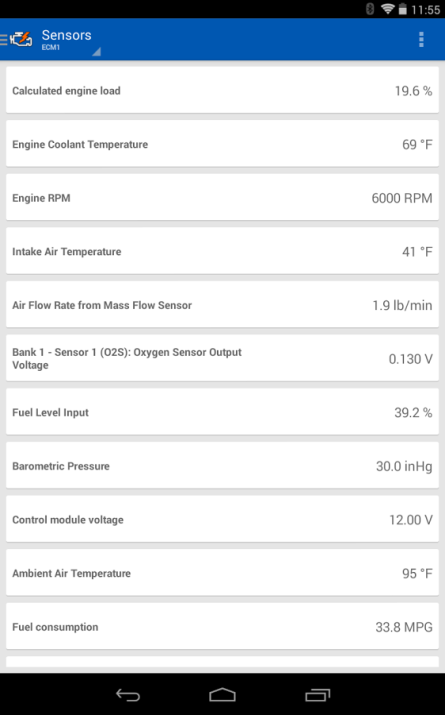 11:55
Sensors
ECM1
Calculated engine load 19.6 %
Engine Coolant Temperature 69 °F
Engine RPM 6000 RPM
Intake Air Temperature 41 °F
Air Flow Rate from Mass Flow Sensor 1.9 lb/min
Bank 1 - Sensor 1 (O2S): Oxygen Sensor Output
Voltage
0.130 V
Fuel Level Input 39.2 %
Barometric Pressure 30.0 inHg
Control module voltage 12.00 V
Ambient Air Temperature 95 °F
Fuel consumption 33.8 MPG